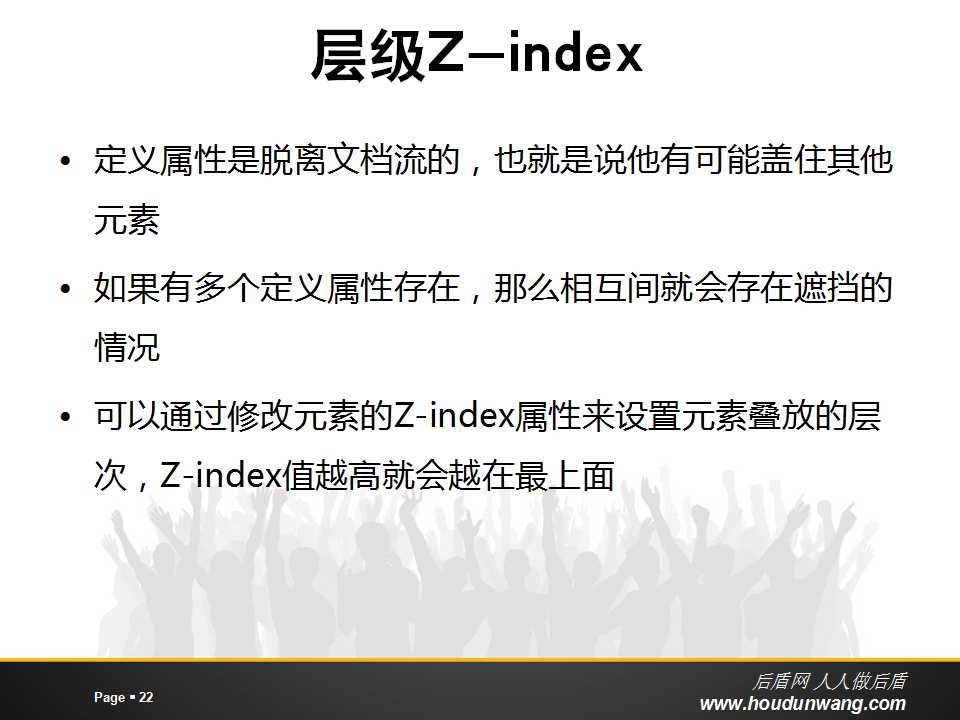 层级Z-index
• 定义属性是脱离文档流的，也就是说他有可能盖住其他
元素
• 如果有多个定义属性存在，那么相互间就会存在遮挡的
情况
• 可以通过修改元素的Z-index属性来设置元素叠放的层
次，Z-index值越高就会越在最上面
Page ▪ 22
后盾网 人人做后盾
www.houdunwang.com